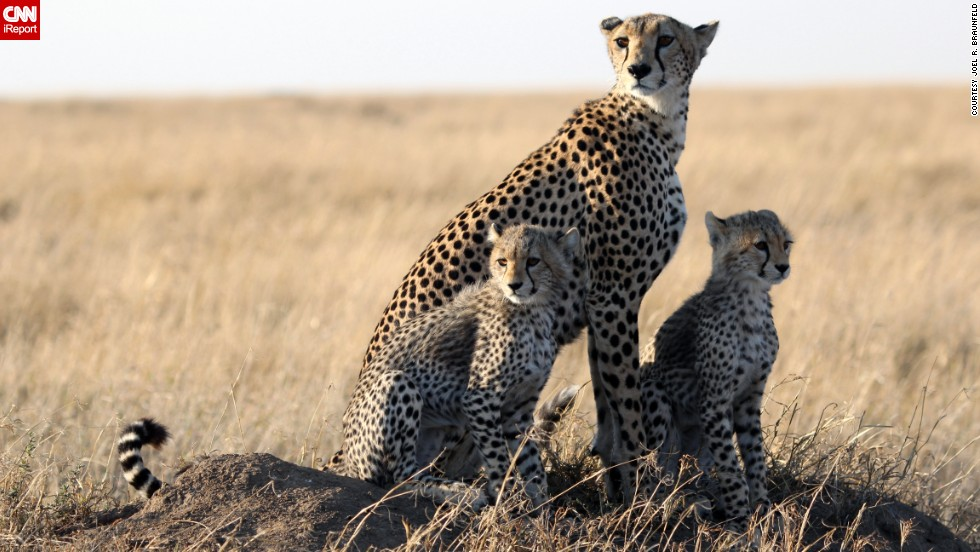 CNN
iReport
COURTESY JOEL R. BRAUNFELD